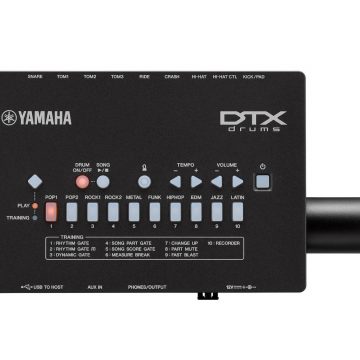 SNARE TOM1 TOM2 TOM3 RIDE CRASH HI-HAT HI-HAT CTL KICK/PAD
YAMAHA
DTX
drums
DRUM ON/OFF SONG TEMPO VOLUME
PLAY
TRAINING
POP1 POP2 ROCK1 ROCK2 METAL FUNK HIPHOP EDM JAZZ LATIN
1 2 3 4 5 6 7 8 9 10
TRAINING
1 : RHYTHM GATE 4 : SONG PART GATE 7 : CHANGE UP 10 : RECORDER
2 : RHYTHM GATE 5 : SONG SCORE GATE 8 : PART MUTE
3 : DYNAMIC GATE 6 : MEASURE BREAK 9 : FAST BLAST
USB TO HOST AUX IN PHONES/OUTPUT 12V